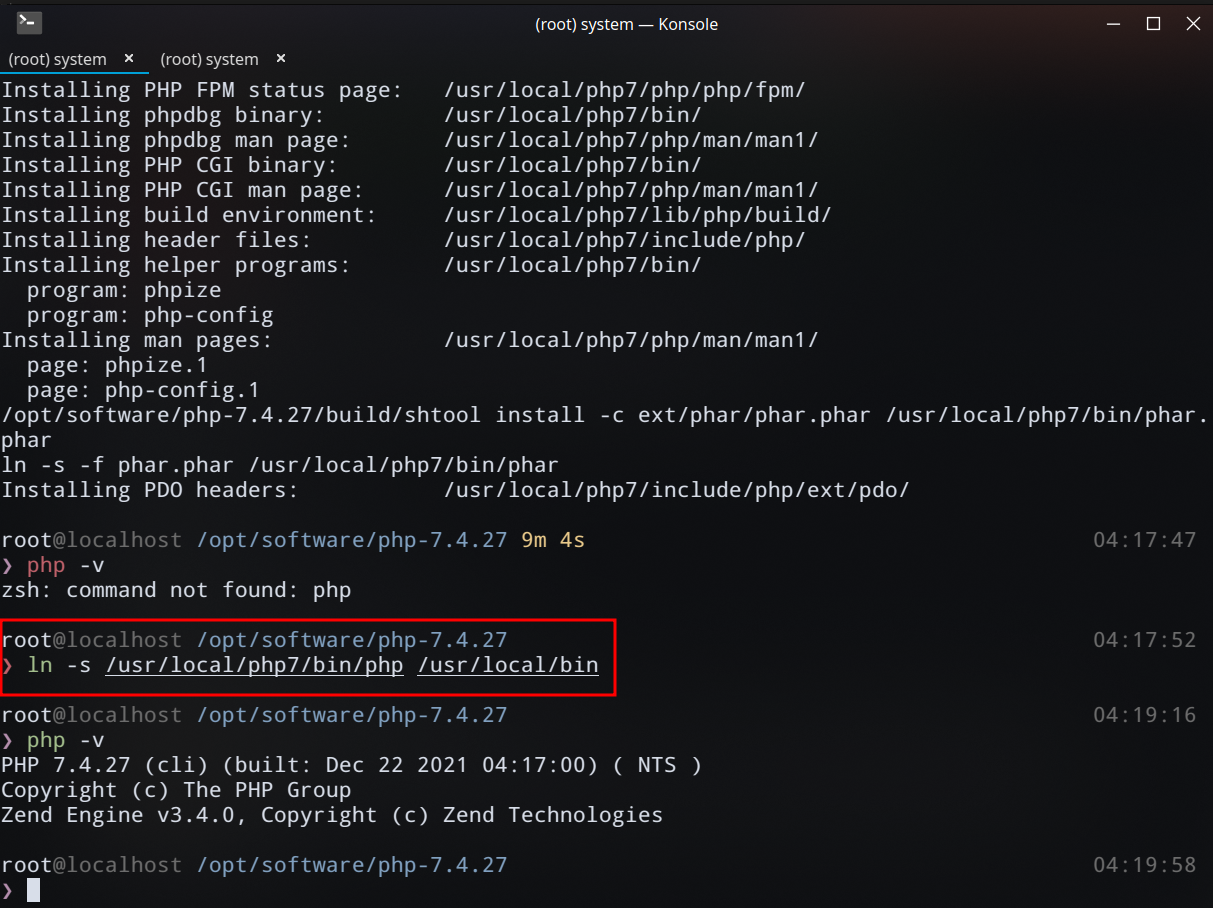 (root) system — Konsole
(root) system × (root) system ×
Installing PHP FPM status page:   /usr/local/php7/php/php/fpm/
Installing phpdbg binary:         /usr/local/php7/bin/
Installing phpdbg man page:       /usr/local/php7/php/man/man1/
Installing PHP CGI binary:        /usr/local/php7/bin/
Installing PHP CGI man page:      /usr/local/php7/php/man/man1/
Installing build environment:     /usr/local/php7/lib/php/build/
Installing header files:          /usr/local/php7/include/php/
Installing helper programs:       /usr/local/php7/bin/
  program: phpize
  program: php-config
Installing man pages:             /usr/local/php7/php/man/man1/
  page: phpize.1
  page: php-config.1
/opt/software/php-7.4.27/build/shtool install -c ext/phar/phar.phar /usr/local/php7/bin/phar.
phar
ln -s -f phar.phar /usr/local/php7/bin/phar
Installing PDO headers:           /usr/local/php7/include/php/ext/pdo/
root@localhost /opt/software/php-7.4.27 9m 4s 04:17:47
❯ php -v
zsh: command not found: php
root@localhost /opt/software/php-7.4.27 04:17:52
❯ ln -s /usr/local/php7/bin/php /usr/local/bin
root@localhost /opt/software/php-7.4.27 04:19:16
❯ php -v
PHP 7.4.27 (cli) (built: Dec 22 2021 04:17:00) ( NTS )
Copyright (c) The PHP Group
Zend Engine v3.4.0, Copyright (c) Zend Technologies
root@localhost /opt/software/php-7.4.27 04:19:58
❯